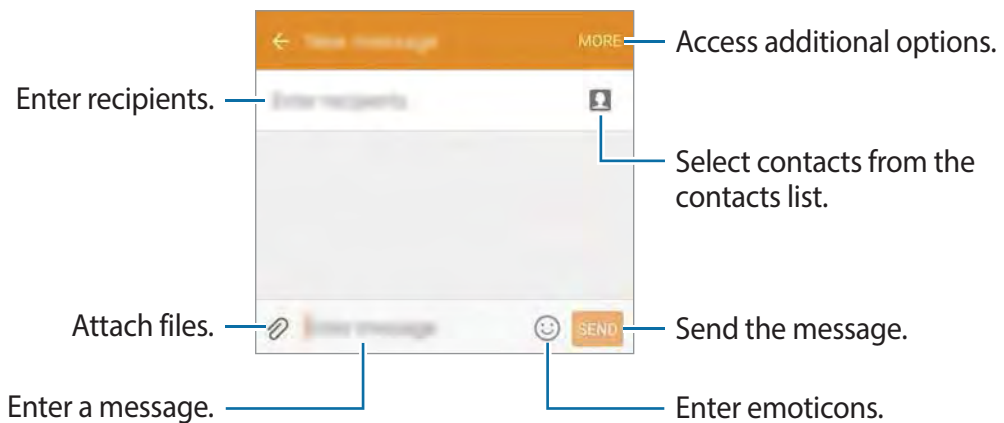 MORE
Access additional options.
Enter recipients.
Select contacts from the
contacts list.
Attach files.
SEND
Send the message.
Enter a message.
Enter emoticons.